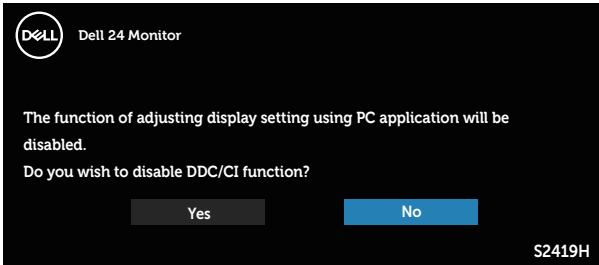 DELL
Dell 24 Monitor
The function of adjusting display setting using PC application will be
disabled.
Do you wish to disable DDC/CI function?
Yes
No
S2419H